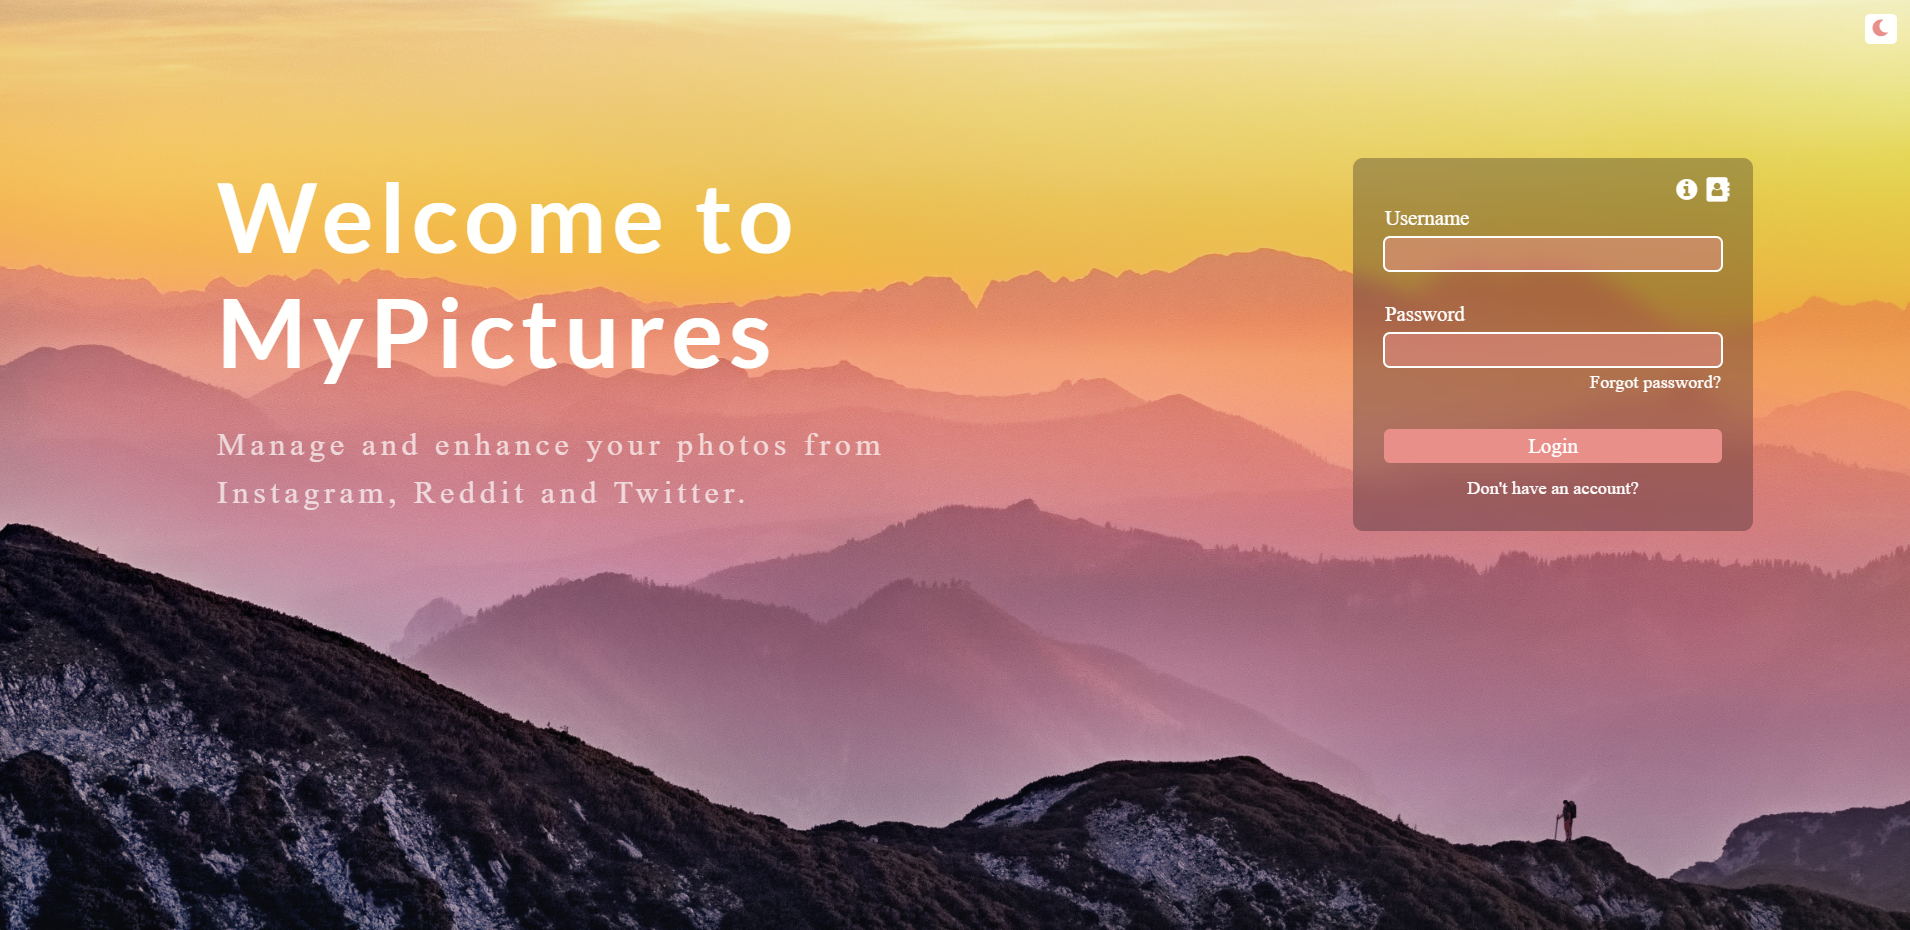 Welcome to
MyPictures
Manage and enhance your photos from
Instagram, Reddit and Twitter.
Username
Password
Forgot password?
Login
Don't have an account?